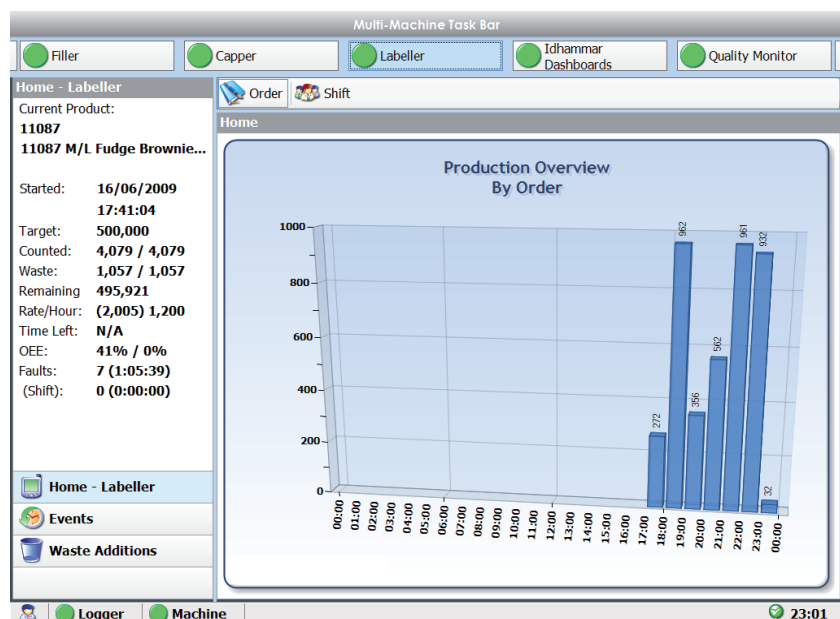 Multi-Machine Task Bar
Filler
Capper
Labeller
Idhammar
Dashboards
Quality Monitor
Home - Labeller
Current Product:
11087
11087 M/L Fudge Brownie...
Started: 16/06/2009
17:41:04
Target: 500,000
Counted: 4,079 / 4,079
Waste: 1,057 / 1,057
Remaining 495,921
Rate/Hour: (2,005) 1,200
Time Left: N/A
OEE: 41% / 0%
Faults: 7 (1:05:39)
(Shift): 0 (0:00:00)
Home - Labeller
Events
Waste Additions
Order Shift
Home
Production Overview
By Order
1000
800
600
400
200
0
272
962
356
562
961
932
32
00:00 01:00 02:00 03:00 04:00 05:00 06:00 07:00 08:00 09:00 10:00 11:00 12:00 13:00 14:00 15:00 16:00 17:00 18:00 19:00 20:00 21:00 22:00 23:00 00:00
Logger Machine 23:01